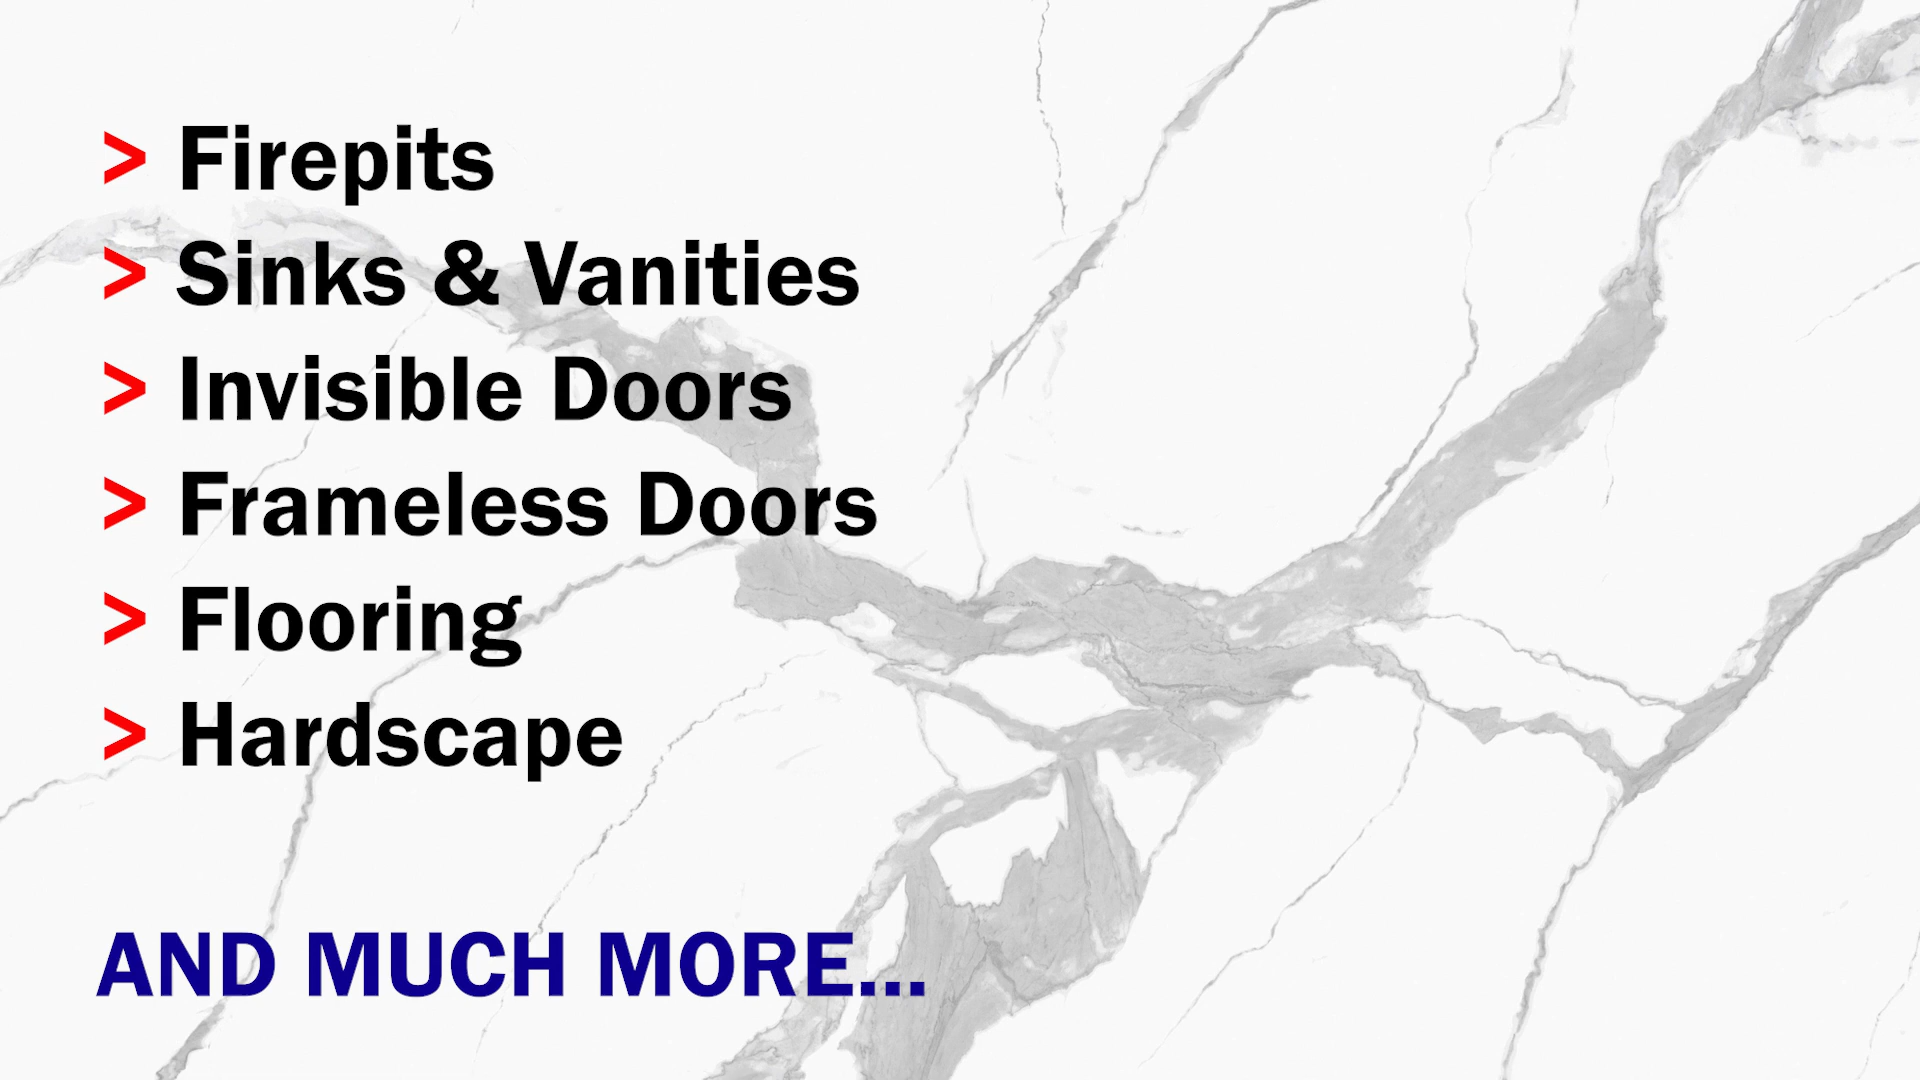 > Firepits
> Sinks & Vanities
> Invisible Doors
> Frameless Doors
> Flooring
> Hardscape
AND MUCH MORE...